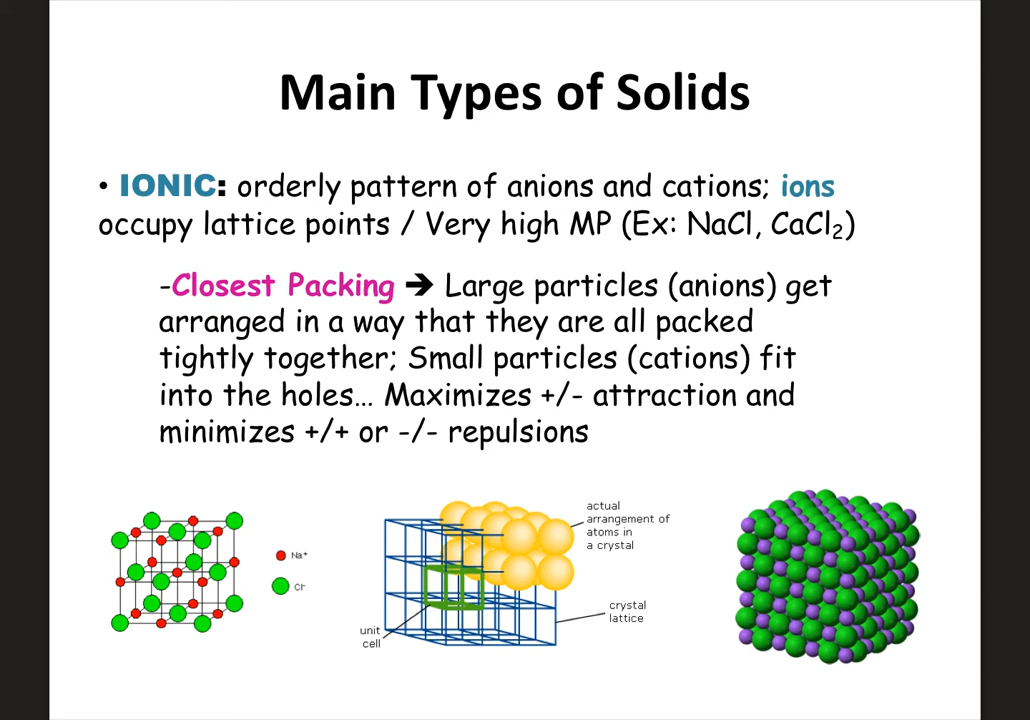 Main Types of Solids
• IONIC: orderly pattern of anions and cations; ions
occupy lattice points / Very high MP (Ex: NaCl, CaCl₂)
-Closest Packing ➔ Large particles (anions) get
arranged in a way that they are all packed
tightly together; Small particles (cations) fit
into the holes… Maximizes +/- attraction and
minimizes +/+ or -/- repulsions
Na⁺
Cl⁻
actual
arrangement of
atoms in
a crystal
crystal
lattice
unit
cell